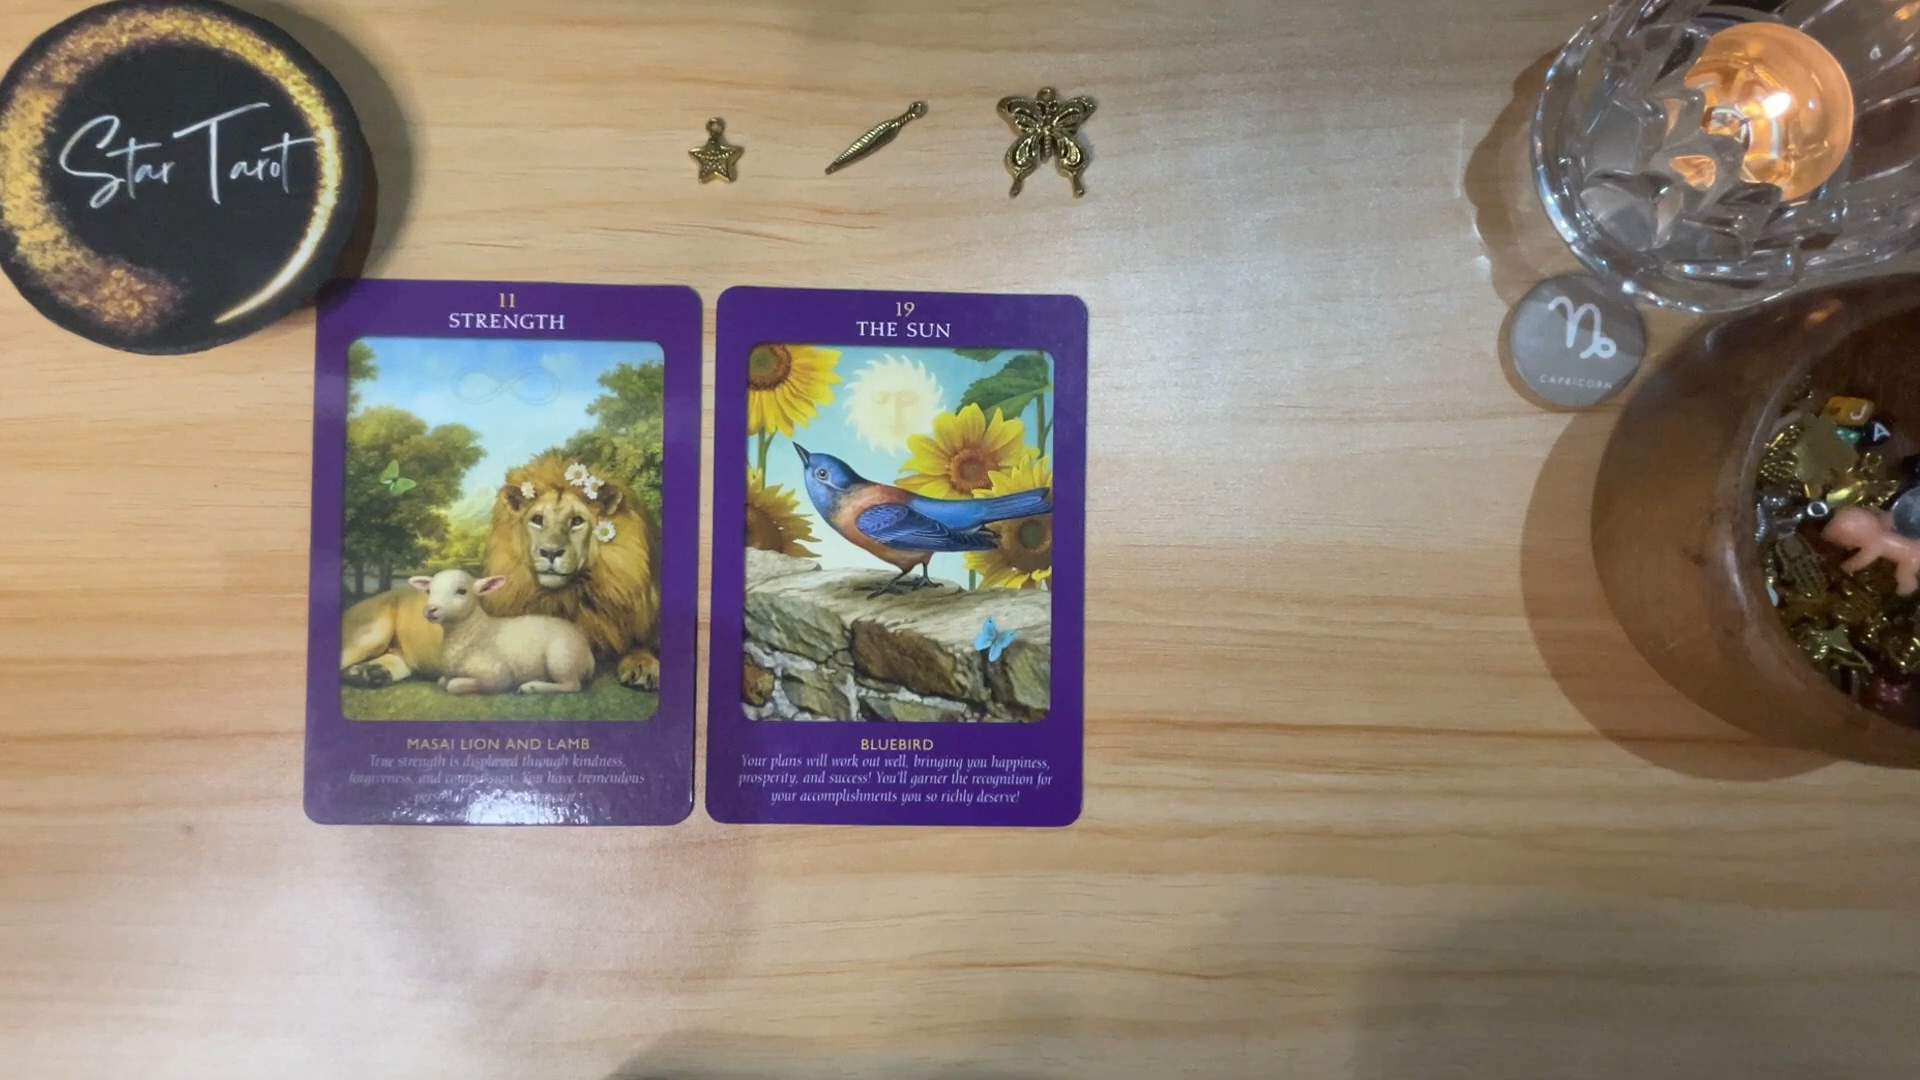 Star Tarot
11
STRENGTH
MASAI LION AND LAMB
True strength is displayed through kindness,
forgiveness, and compassion. You have tremendous
19
THE SUN
BLUEBIRD
Your plans will work out well, bringing you happiness,
prosperity, and success! You'll garner the recognition for
your accomplishments you so richly deserve!
CAPRICORN
J
A